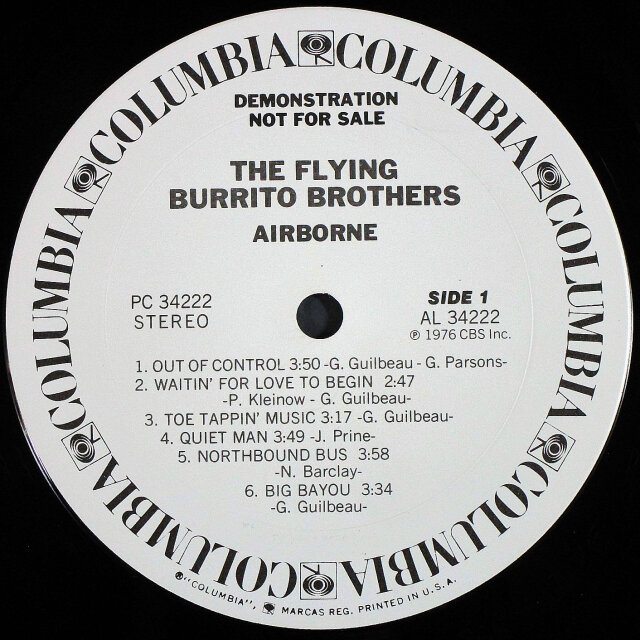 COLUMBIA COLUMBIA COLUMBIA COLUMBIA COLUMBIA COLUMBIA COLUMBIA COLUMBIA
DEMONSTRATION
NOT FOR SALE
THE FLYING
BURRITO BROTHERS
AIRBORNE
PC 34222
STEREO
SIDE 1
AL 34222
℗ 1976 CBS Inc.
1. OUT OF CONTROL 3:50 -G. Guilbeau - G. Parsons-
2. WAITIN' FOR LOVE TO BEGIN 2:47
-P. Kleinow - G. Guilbeau-
3. TOE TAPPIN' MUSIC 3:17 -G. Guilbeau-
4. QUIET MAN 3:49 -J. Prine-
5. NORTHBOUND BUS 3:58
-N. Barclay-
6. BIG BAYOU 3:34
-G. Guilbeau-
®"COLUMBIA", MARCAS REG. PRINTED IN U.S.A.